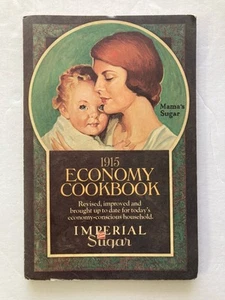 Mama's
Sugar
1915
ECONOMY
COOKBOOK
Revised, improved and
brought up to date for today's
economy-conscious household.
IMPERIAL
Sugar